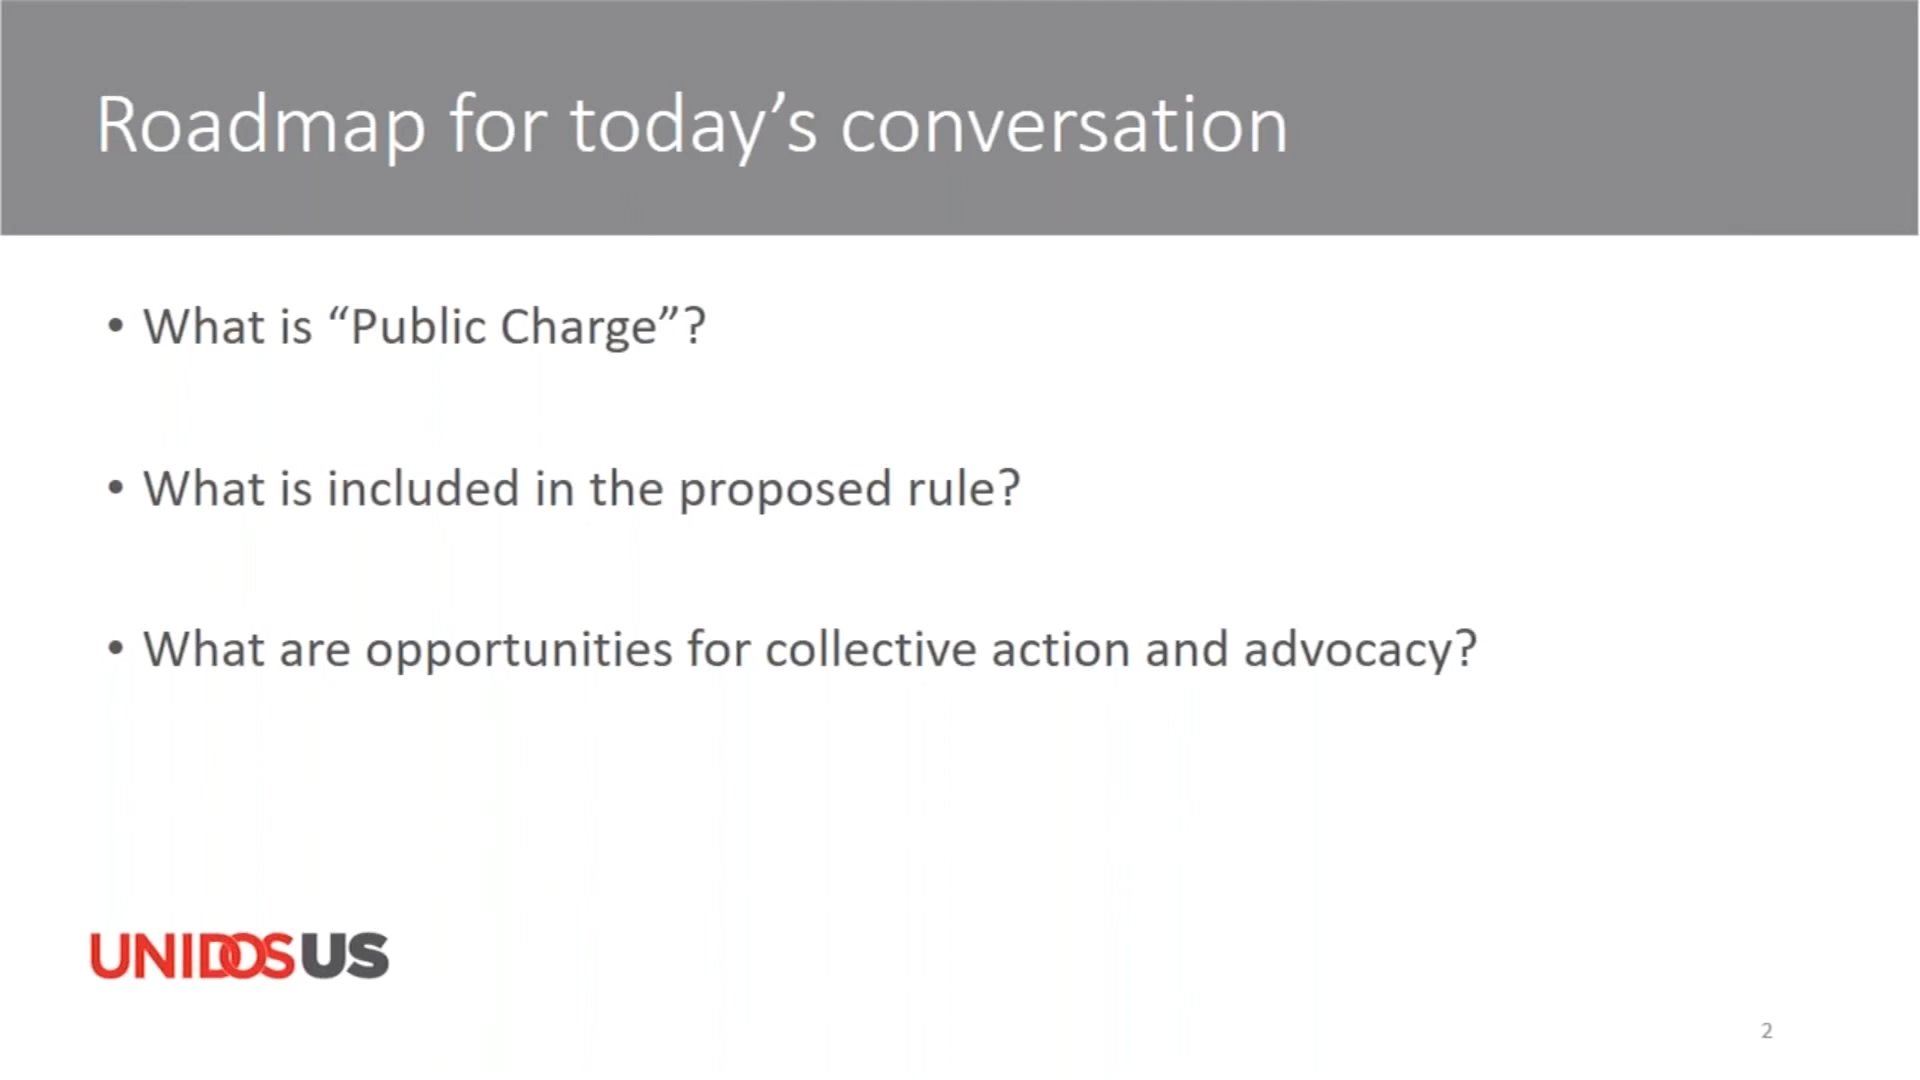 Roadmap for today’s conversation
• What is “Public Charge”?
• What is included in the proposed rule?
• What are opportunities for collective action and advocacy?
UNIDOSUS
2